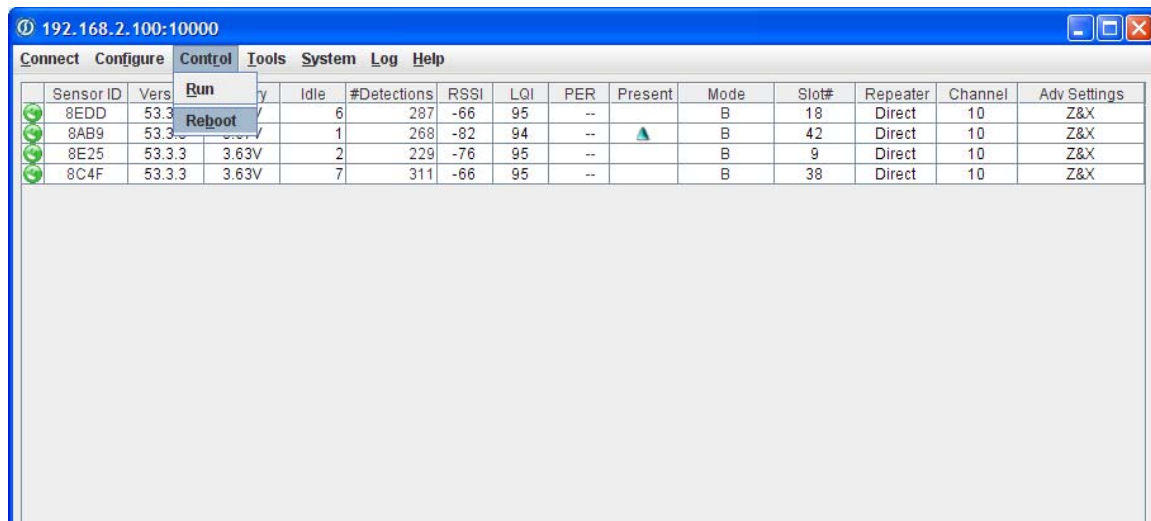 192.168.2.100:10000
Connect Configure Control Tools System Log Help
Run
Reboot
Sensor ID Idle #Detections RSSI LQI PER Present Mode Slot# Repeater Channel Adv Settings
8EDD 6 287 -66 95 -- B 18 Direct 10 Z&X
8AB9 1 268 -82 94 -- B 42 Direct 10 Z&X
8E25 53.3.3 3.63V 2 229 -76 95 -- B 9 Direct 10 Z&X
8C4F 53.3.3 3.63V 7 311 -66 95 -- B 38 Direct 10 Z&X